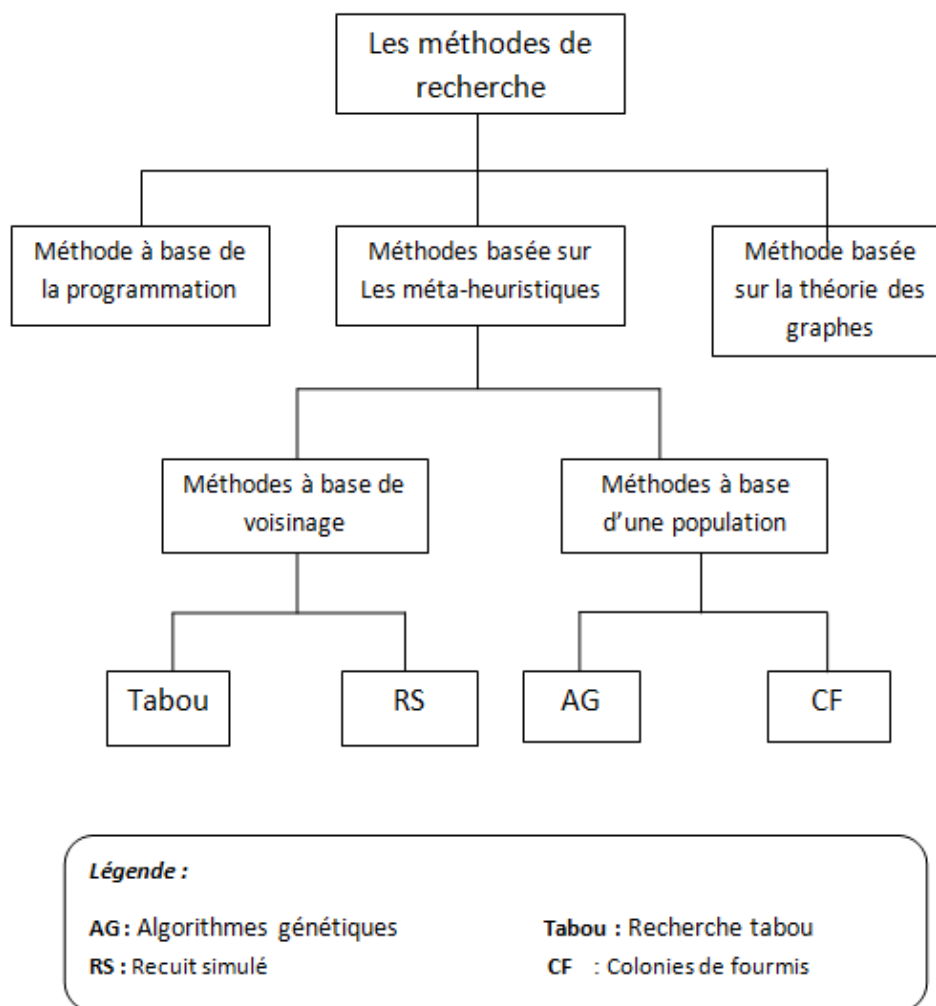 Les méthodes de
recherche
Méthode à base de
la programmation
Méthodes basée sur
Les méta-heuristiques
Méthode basée
sur la théorie des
graphes
Méthodes à base de
voisinage
Méthodes à base
d’une population
Tabou
RS
AG
CF
Légende :
AG : Algorithmes génétiques
Tabou : Recherche tabou
RS : Recuit simulé
CF : Colonies de fourmis